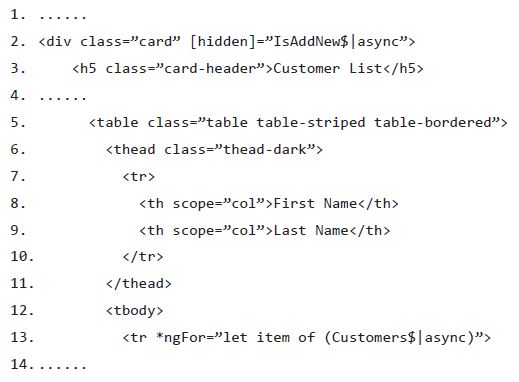 1. ......
2. <div class=”card” [hidden]=”IsAddNew$|async”>
3. <h5 class=”card-header”>Customer List</h5>
4. ......
5. <table class=”table table-striped table-bordered”>
6. <thead class=”thead-dark”>
7. <tr>
8. <th scope=”col”>First Name</th>
9. <th scope=”col”>Last Name</th>
10. </tr>
11. </thead>
12. <tbody>
13. <tr *ngFor=”let item of (Customers$|async)”>
14.......